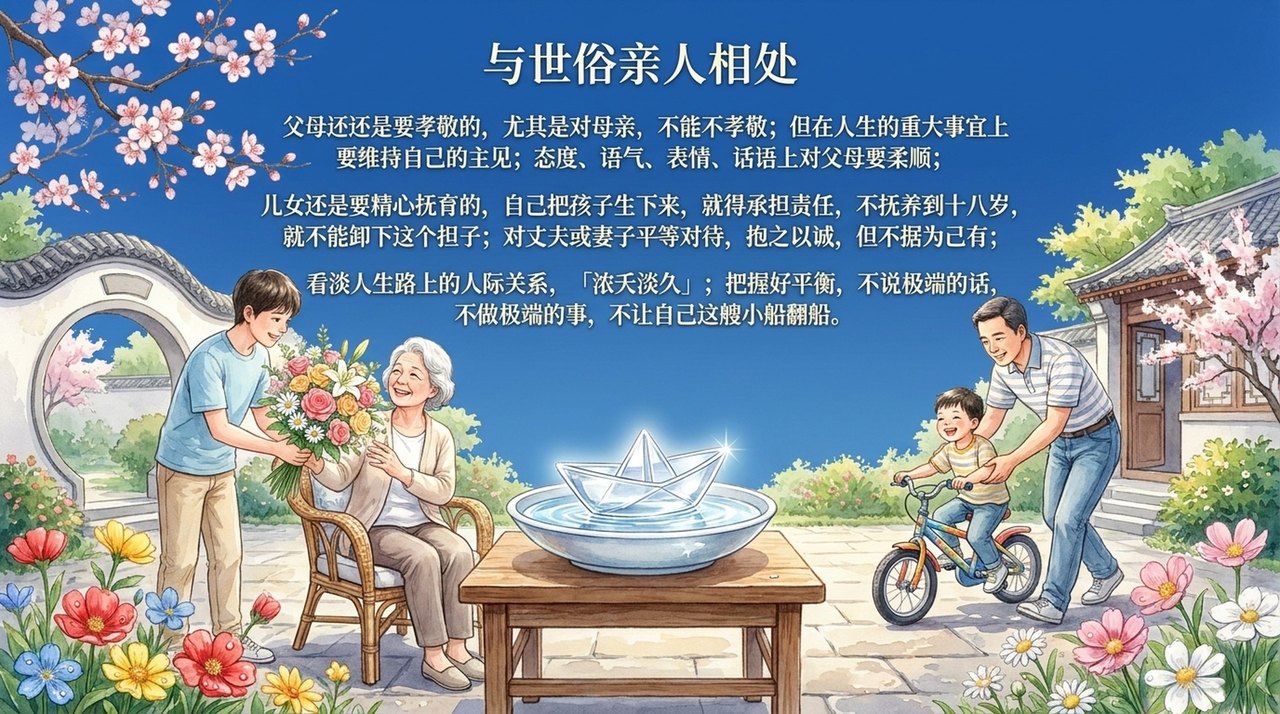 与世俗亲人相处
父母还还是要孝敬的，尤其是对母亲，不能不孝敬；但在人生的重大事宜上
要维持自己的主见；态度、语气、表情、话语上对父母要柔顺；
儿女还是要精心抚育的，自己把孩子生下来，就得承担责任，不抚养到十八岁，
就不能卸下这个担子；对丈夫或妻子平等对待，抱之以诚，但不据为己有；
看淡人生路上的人际关系，「浓夭淡久」；把握好平衡，不说极端的话，
不做极端的事，不让自己这艘小船翻船。